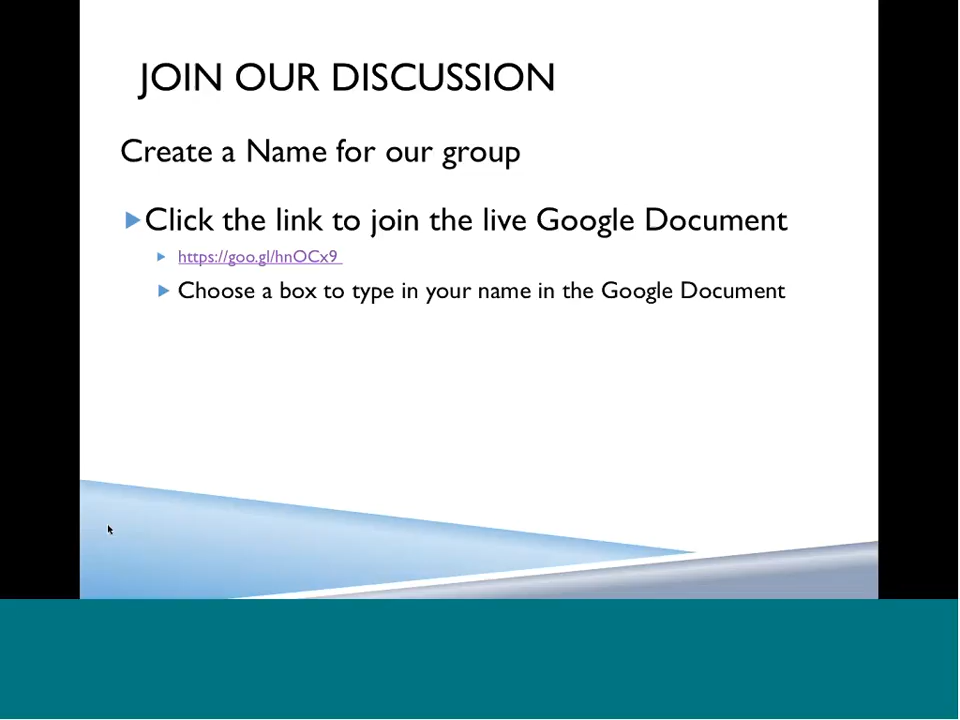 JOIN OUR DISCUSSION
Create a Name for our group
Click the link to join the live Google Document
https://goo.gl/hnOCx9
Choose a box to type in your name in the Google Document